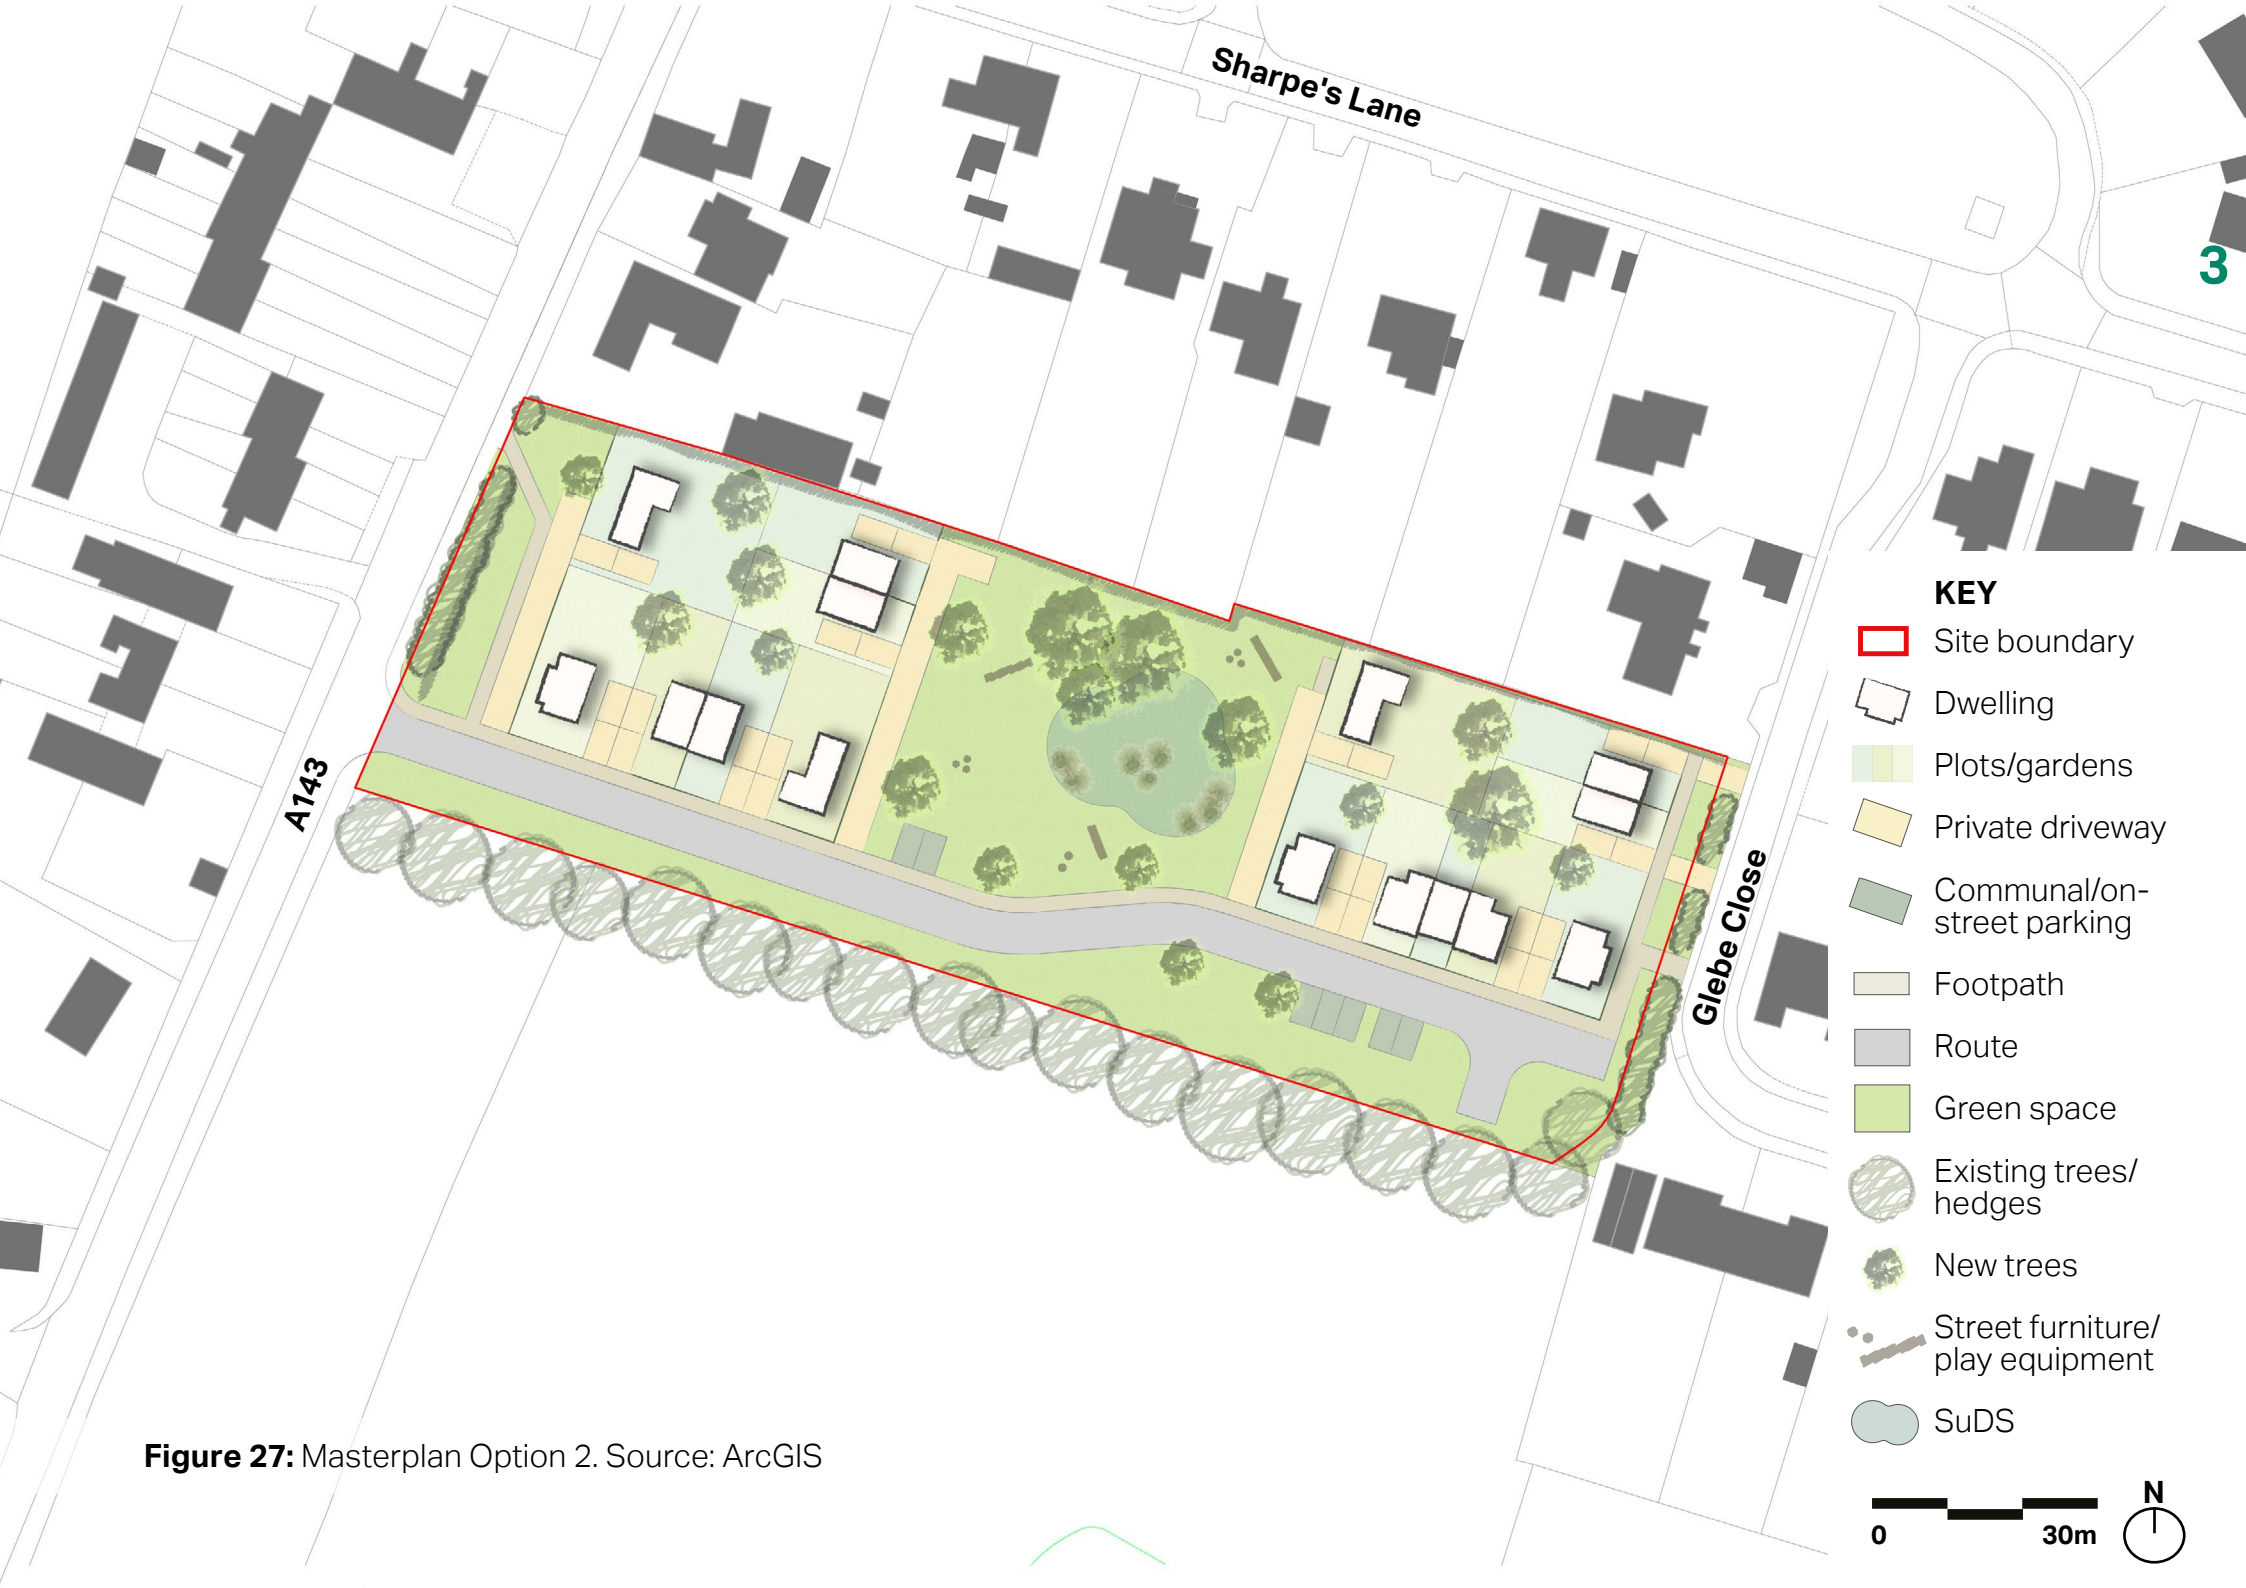 Sharpe's Lane
3
A143
Glebe Close
KEY
Site boundary
Dwelling
Plots/gardens
Private driveway
Communal/on-
street parking
Footpath
Route
Green space
Existing trees/
hedges
New trees
Street furniture/
play equipment
SuDS
N
0 30m
Figure 27: Masterplan Option 2. Source: ArcGIS